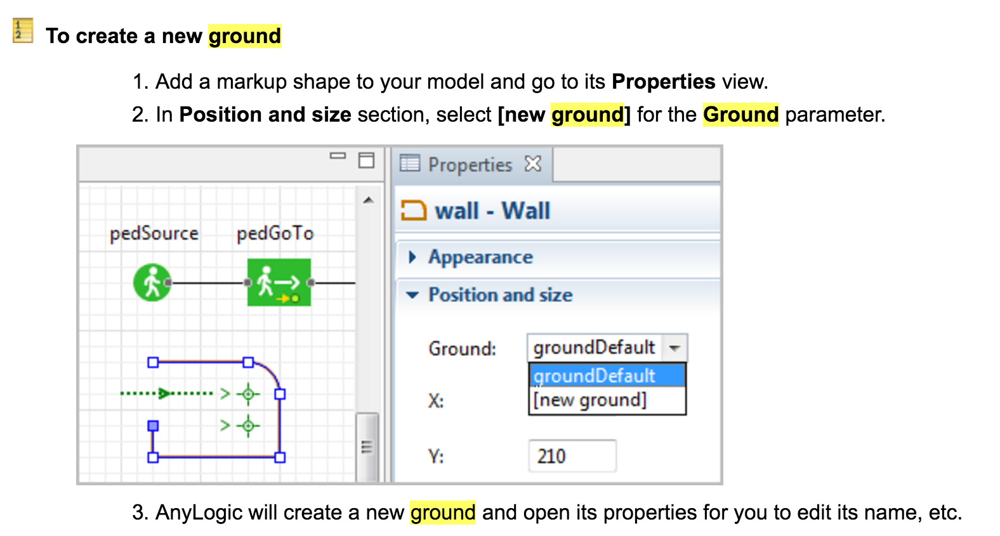 To create a new ground
1. Add a markup shape to your model and go to its Properties view.
2. In Position and size section, select [new ground] for the Ground parameter.
Properties
wall - Wall
pedSource pedGoTo
Appearance
Position and size
Ground: groundDefault
groundDefault
X: [new ground]
Y: 210
3. AnyLogic will create a new ground and open its properties for you to edit its name, etc.